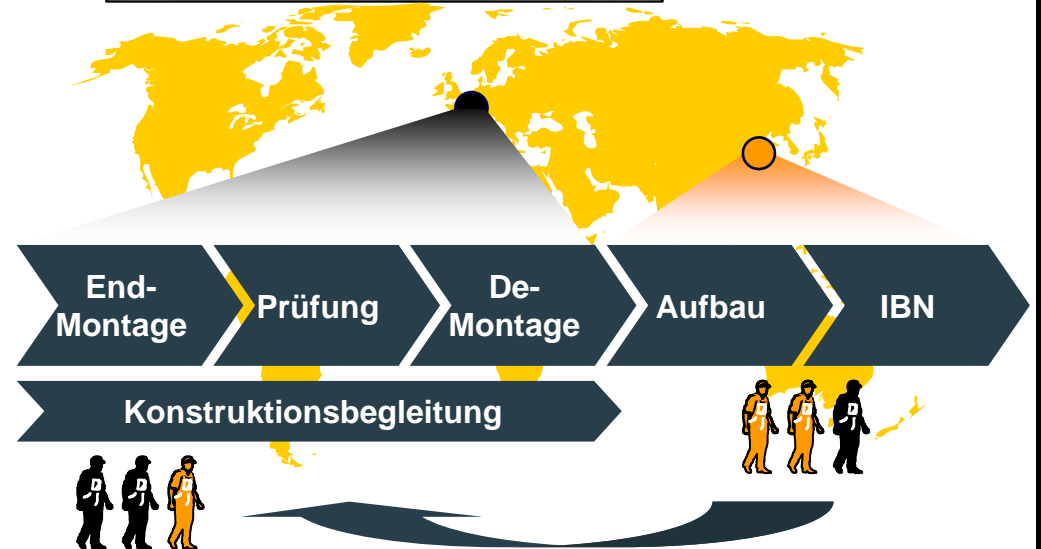 End-
Montage
Prüfung
De-
Montage
Aufbau
IBN
Konstruktionsbegleitung